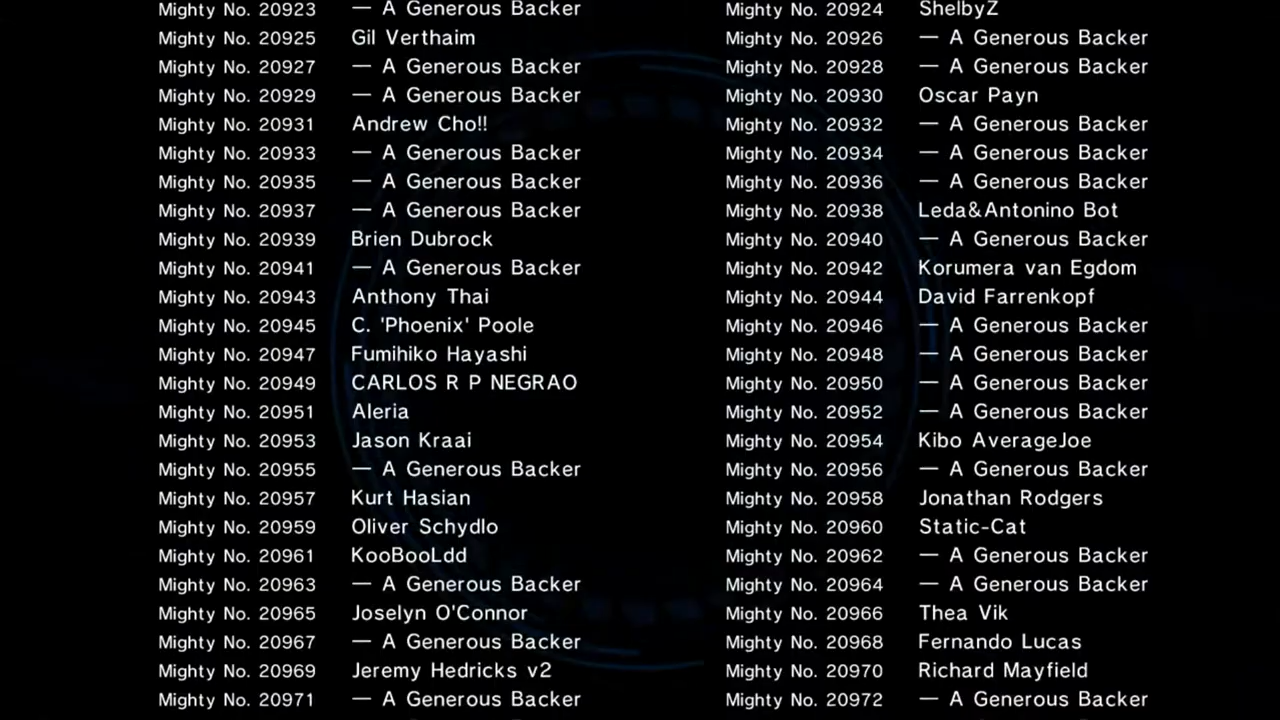 Mighty No. 20923 — A Generous Backer Mighty No. 20924 ShelbyZ
Mighty No. 20925 Gil Verthaim Mighty No. 20926 — A Generous Backer
Mighty No. 20927 — A Generous Backer Mighty No. 20928 — A Generous Backer
Mighty No. 20929 — A Generous Backer Mighty No. 20930 Oscar Payn
Mighty No. 20931 Andrew Cho!! Mighty No. 20932 — A Generous Backer
Mighty No. 20933 — A Generous Backer Mighty No. 20934 — A Generous Backer
Mighty No. 20935 — A Generous Backer Mighty No. 20936 — A Generous Backer
Mighty No. 20937 — A Generous Backer Mighty No. 20938 Leda&Antonino Bot
Mighty No. 20939 Brien Dubrock Mighty No. 20940 — A Generous Backer
Mighty No. 20941 — A Generous Backer Mighty No. 20942 Korumera van Egdom
Mighty No. 20943 Anthony Thai Mighty No. 20944 David Farrenkopf
Mighty No. 20945 C. 'Phoenix' Poole Mighty No. 20946 — A Generous Backer
Mighty No. 20947 Fumihiko Hayashi Mighty No. 20948 — A Generous Backer
Mighty No. 20949 CARLOS R P NEGRAO Mighty No. 20950 — A Generous Backer
Mighty No. 20951 Aleria Mighty No. 20952 — A Generous Backer
Mighty No. 20953 Jason Kraai Mighty No. 20954 Kibo AverageJoe
Mighty No. 20955 — A Generous Backer Mighty No. 20956 — A Generous Backer
Mighty No. 20957 Kurt Hasian Mighty No. 20958 Jonathan Rodgers
Mighty No. 20959 Oliver Schydlo Mighty No. 20960 Static-Cat
Mighty No. 20961 KooBooLdd Mighty No. 20962 — A Generous Backer
Mighty No. 20963 — A Generous Backer Mighty No. 20964 — A Generous Backer
Mighty No. 20965 Joselyn O'Connor Mighty No. 20966 Thea Vik
Mighty No. 20967 — A Generous Backer Mighty No. 20968 Fernando Lucas
Mighty No. 20969 Jeremy Hedricks v2 Mighty No. 20970 Richard Mayfield
Mighty No. 20971 — A Generous Backer Mighty No. 20972 — A Generous Backer